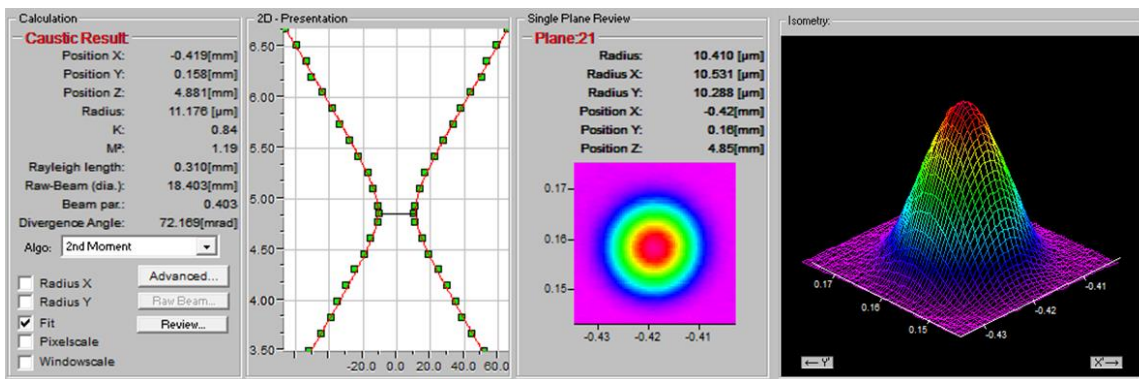 Calculation
Caustic Result:
Position X: -0.419[mm]
Position Y: 0.158[mm]
Position Z: 4.881[mm]
Radius: 11.176 [µm]
K: 0.84
M²: 1.19
Rayleigh length: 0.310[mm]
Raw-Beam (dia.): 18.403[mm]
Beam par.: 0.403
Divergence Angle: 72.169[mrad]
Algo: 2nd Moment
Radius X
Advanced...
Radius Y
Raw Beam...
Fit
Review...
Pixelscale
Windowscale
2D - Presentation
6.50
6.00
5.50
5.00
4.50
4.00
3.50
-20.0 0.0 20.0 40.0 60.0
Single Plane Review
Plane:21
Radius: 10.410 [µm]
Radius X: 10.531 [µm]
Radius Y: 10.288 [µm]
Position X: -0.42[mm]
Position Y: 0.16[mm]
Position Z: 4.85[mm]
0.17
0.16
0.15
-0.43 -0.42 -0.41
Isometry:
0.17
0.16
0.15
-0.41
-0.42
-0.43
← Y'
X'→